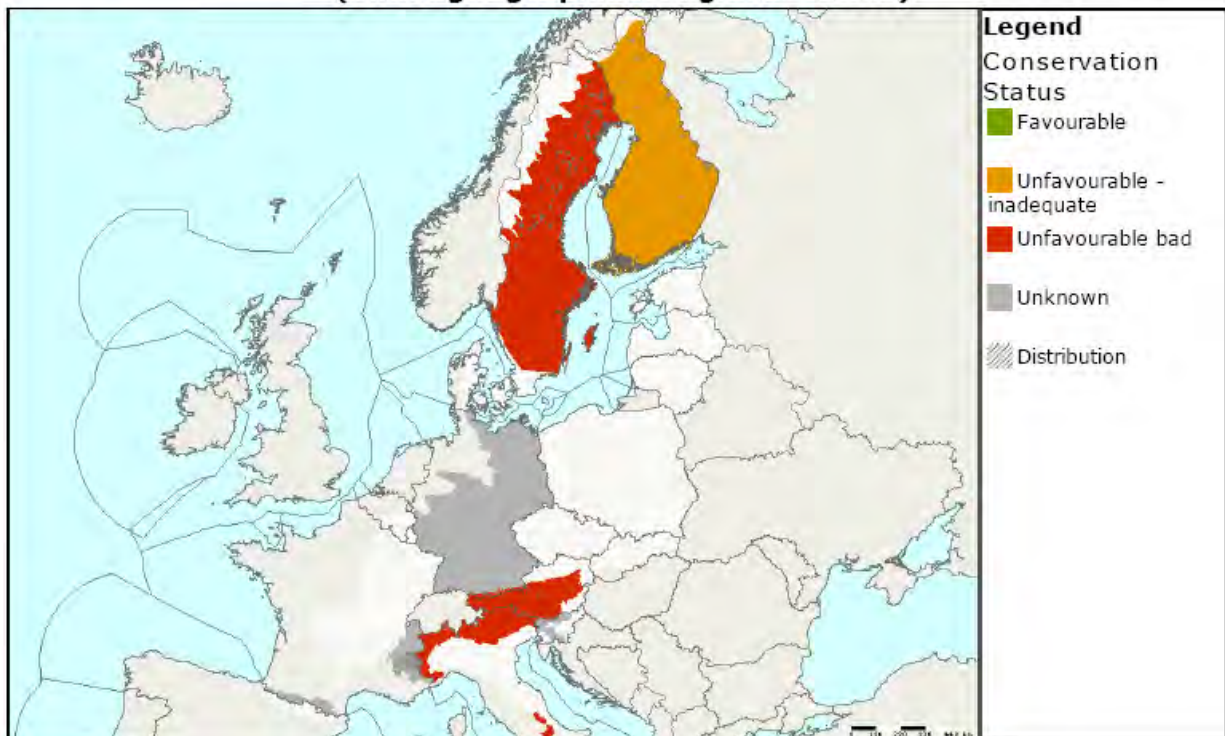 Legend
Conservation
Status
Favourable
Unfavourable -
inadequate
Unfavourable bad
Unknown
Distribution